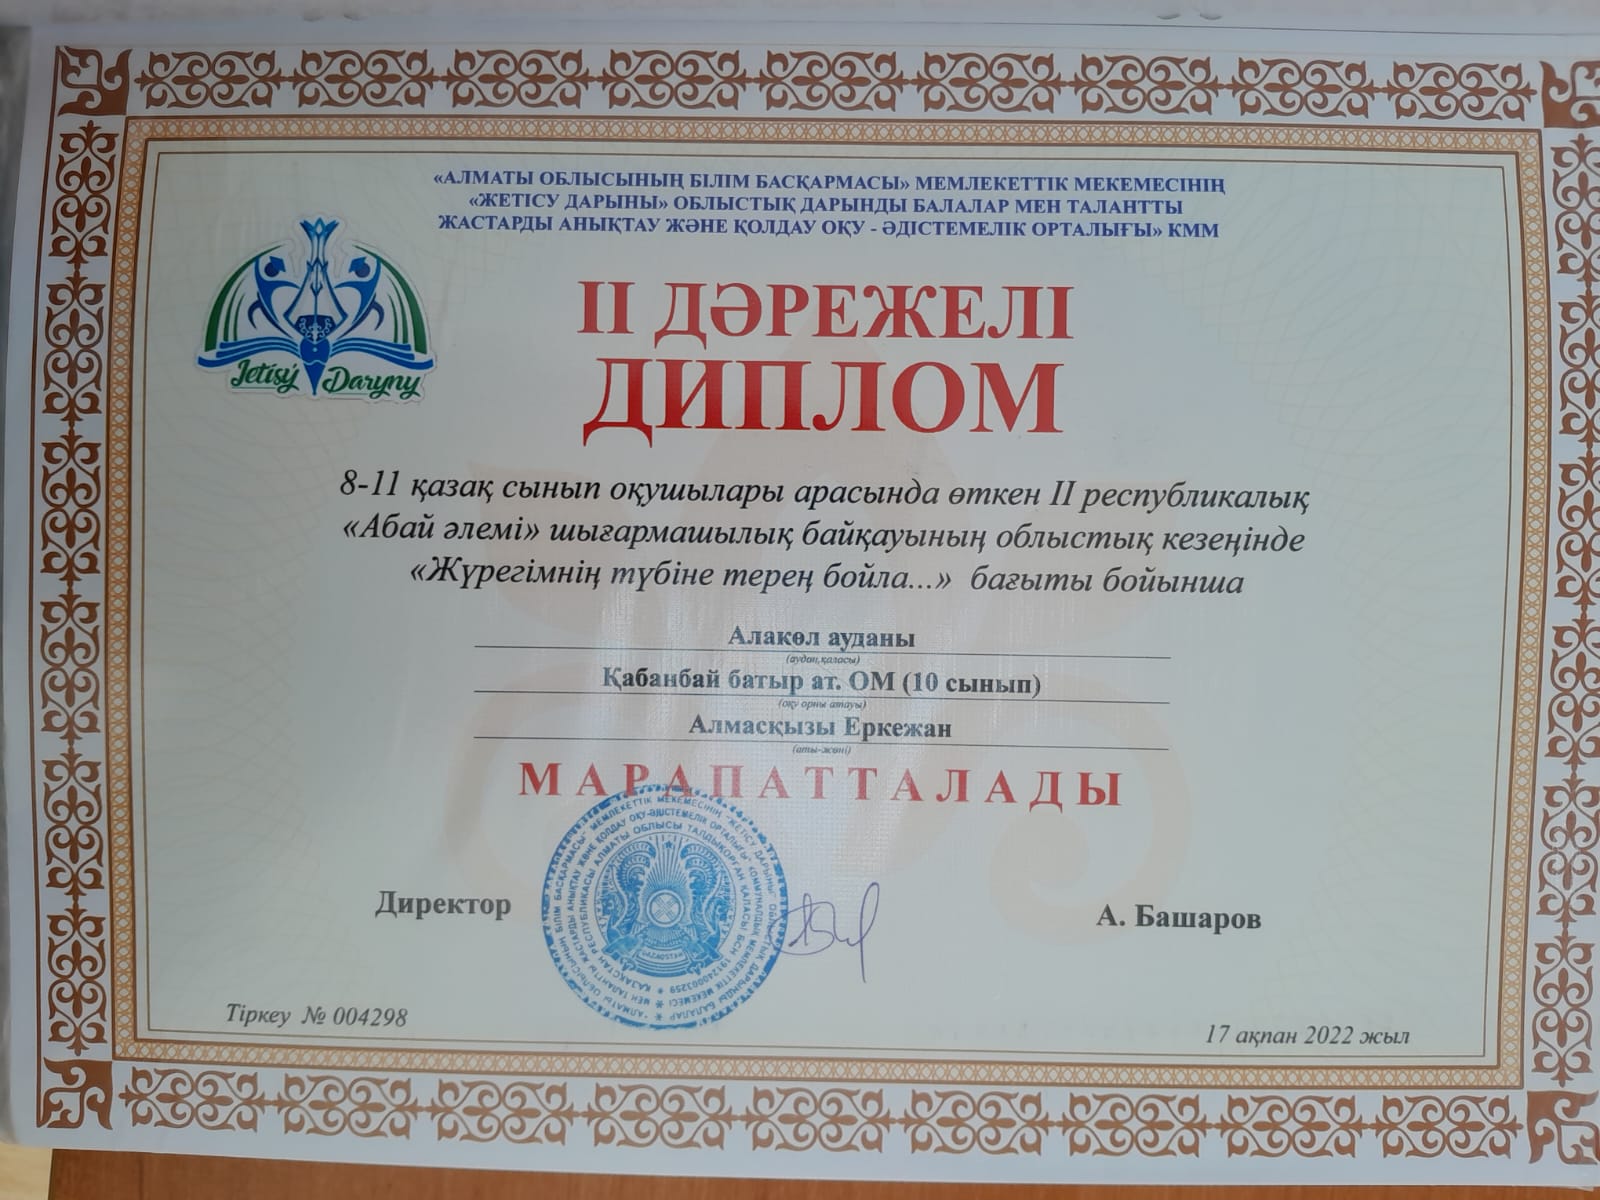 «АЛМАТЫ ОБЛЫСЫНЫҢ БІЛІМ БАСҚАРМАСЫ» МЕМЛЕКЕТТІК МЕКЕМЕСІНІҢ
«ЖЕТІСУ ДАРЫНЫ» ОБЛЫСТЫҚ ДАРЫНДЫ БАЛАЛАР МЕН ТАЛАНТТЫ
ЖАСТАРДЫ АНЫҚТАУ ЖӘНЕ ҚОЛДАУ ОҚУ - ӘДІСТЕМЕЛІК ОРТАЛЫҒЫ» КММ
Jetisý Daryny
II ДӘРЕЖЕЛІ
ДИПЛОМ
8-11 қазақ сынып оқушылары арасында өткен II республикалық
«Абай әлемі» шығармашылық байқауының облыстық кезеңінде
«Жүрегімнің түбіне терең бойла...» бағыты бойынша
Алакөл ауданы
(аудан,қаласы)
Қабанбай батыр ат. ОМ (10 сынып)
(оқу орны атауы)
Алмасқызы Еркежан
(аты-жөні)
МАРАПАТТАЛАДЫ
Директор
А. Башаров
QAZAQSTAN
Тіркеу № 004298
17 ақпан 2022 жыл